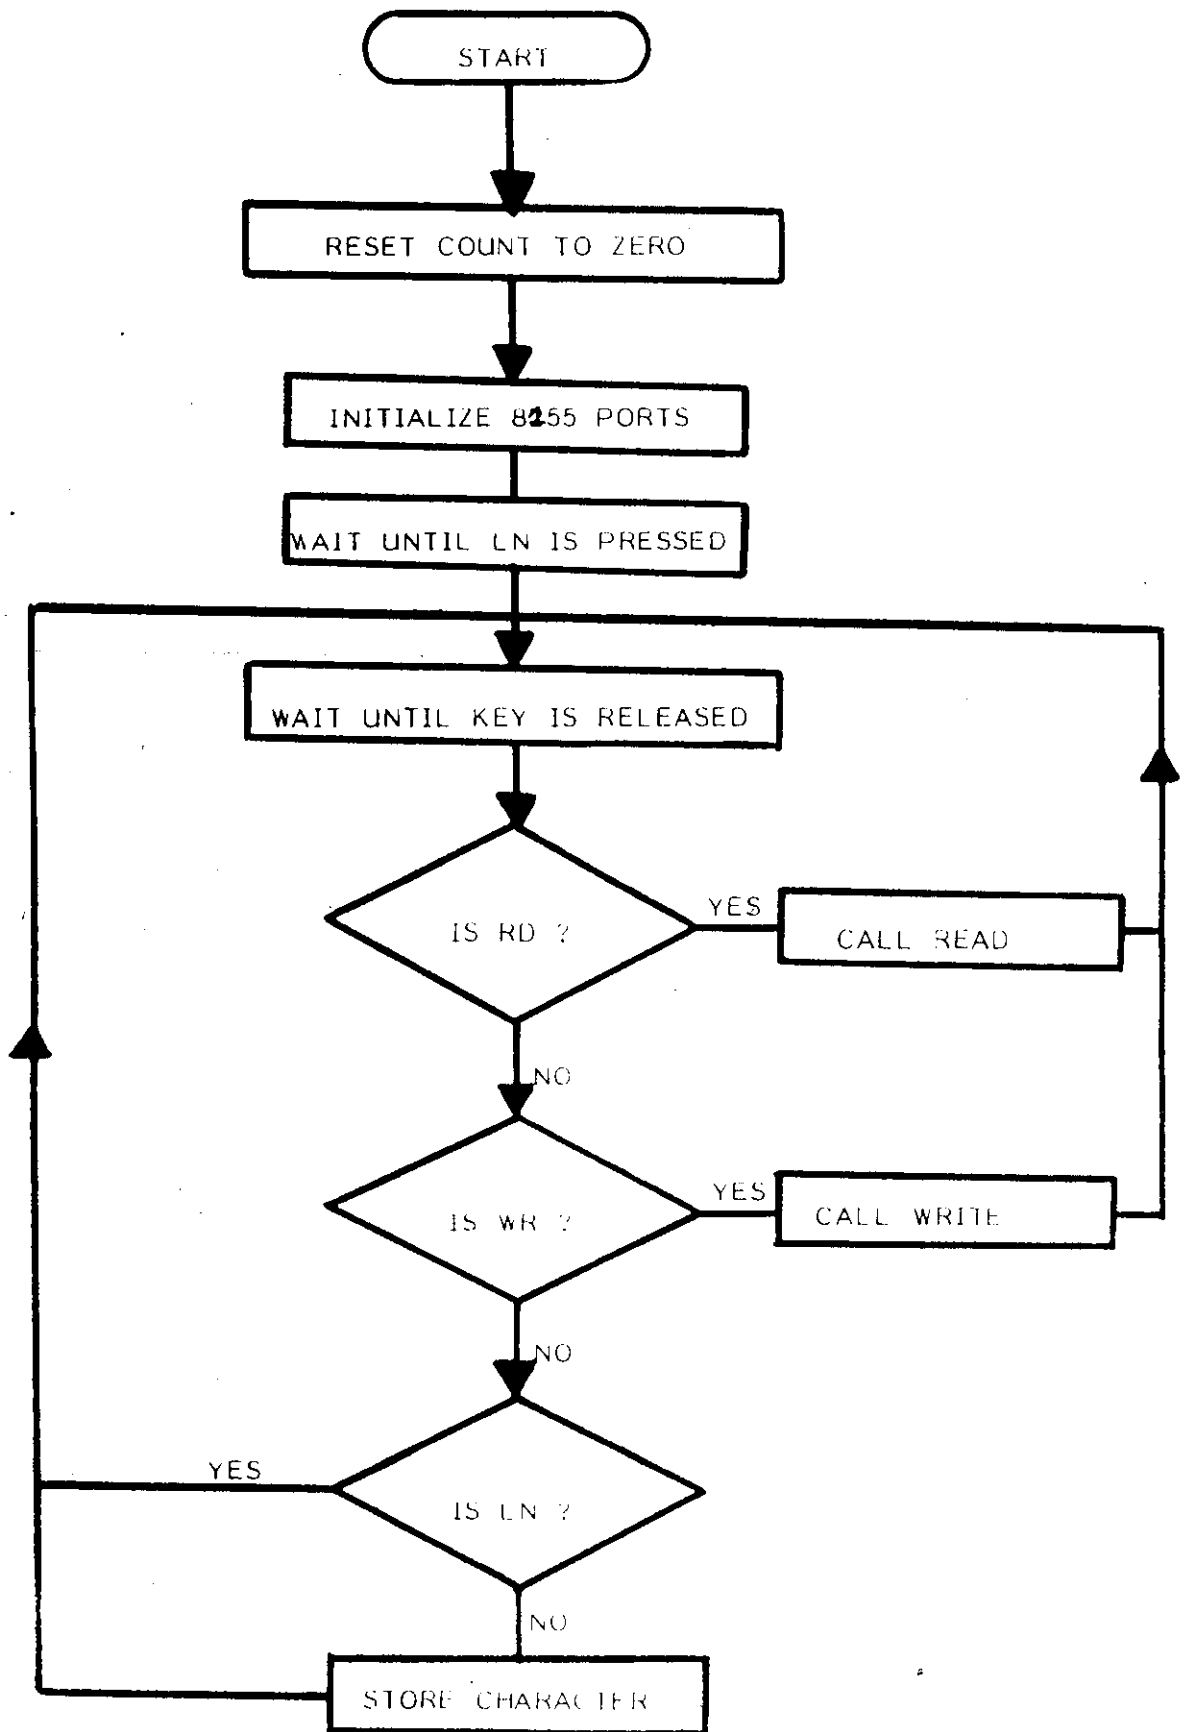 START
RESET COUNT TO ZERO
INITIALIZE 8155 PORTS
WAIT UNTIL LN IS PRESSED
WAIT UNTIL KEY IS RELEASED
IS RD ?
YES
CALL READ
NO
IS WR ?
YES
CALL WRITE
NO
IS LN ?
YES
NO
STORE CHARACTER